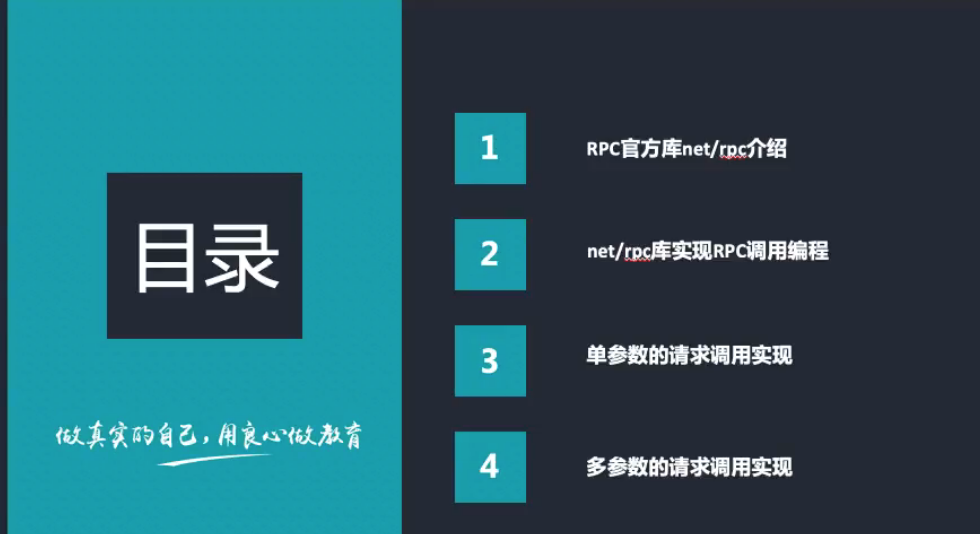 目录
做真实的自己,用良心做教育
1
RPC官方库net/rpc介绍
2
net/rpc库实现RPC调用编程
3
单参数的请求调用实现
4
多参数的请求调用实现